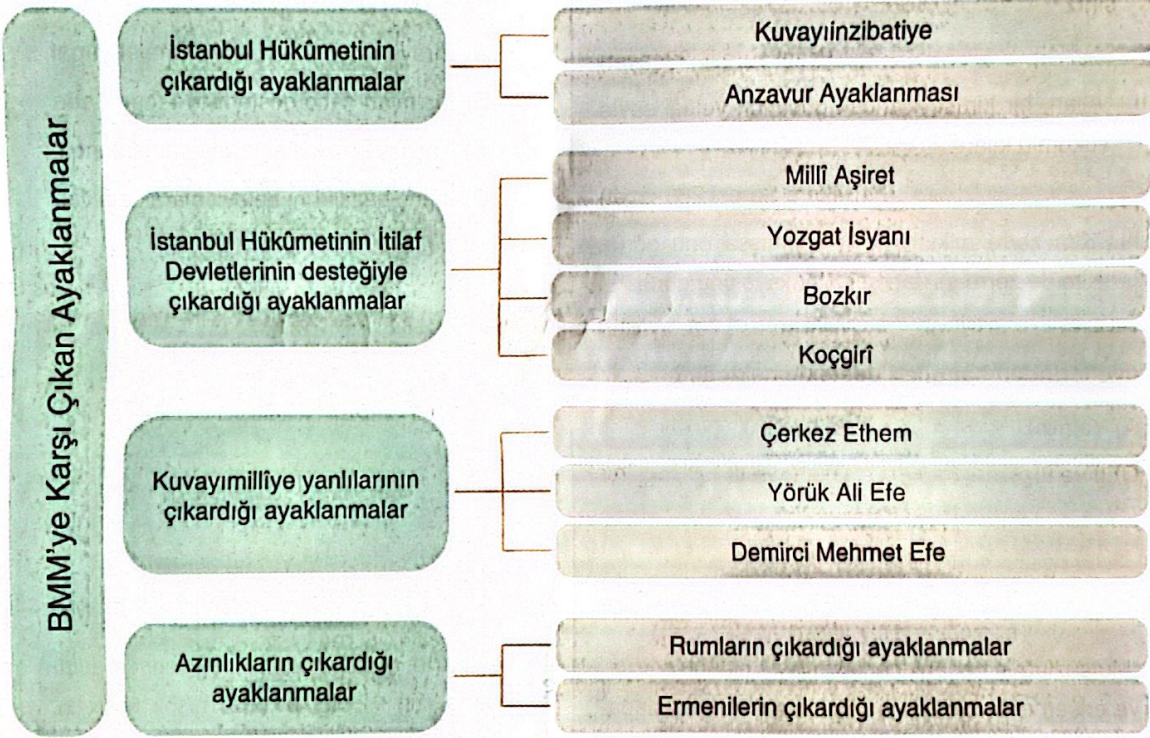 BMM'ye Karşı Çıkan Ayaklanmalar
İstanbul Hükûmetinin
çıkardığı ayaklanmalar
Kuvayıinzibatiye
Anzavur Ayaklanması
İstanbul Hükûmetinin İtilaf
Devletlerinin desteğiyle
çıkardığı ayaklanmalar
Millî Aşiret
Yozgat İsyanı
Bozkır
Koçgirî
Kuvayımillîye yanlılarının
çıkardığı ayaklanmalar
Çerkez Ethem
Yörük Ali Efe
Demirci Mehmet Efe
Azınlıkların çıkardığı
ayaklanmalar
Rumların çıkardığı ayaklanmalar
Ermenilerin çıkardığı ayaklanmalar